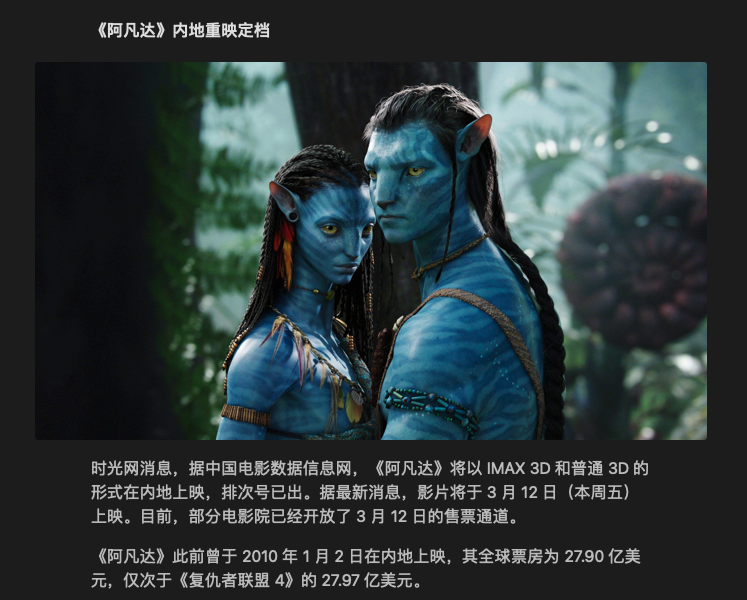 《阿凡达》内地重映定档
时光网消息，据中国电影数据信息网，《阿凡达》将以 IMAX 3D 和普通 3D 的
形式在内地上映，排次号已出。据最新消息，影片将于 3 月 12 日（本周五）
上映。目前，部分电影院已经开放了 3 月 12 日的售票通道。
《阿凡达》此前曾于 2010 年 1 月 2 日在内地上映，其全球票房为 27.90 亿美
元，仅次于《复仇者联盟 4》的 27.97 亿美元。